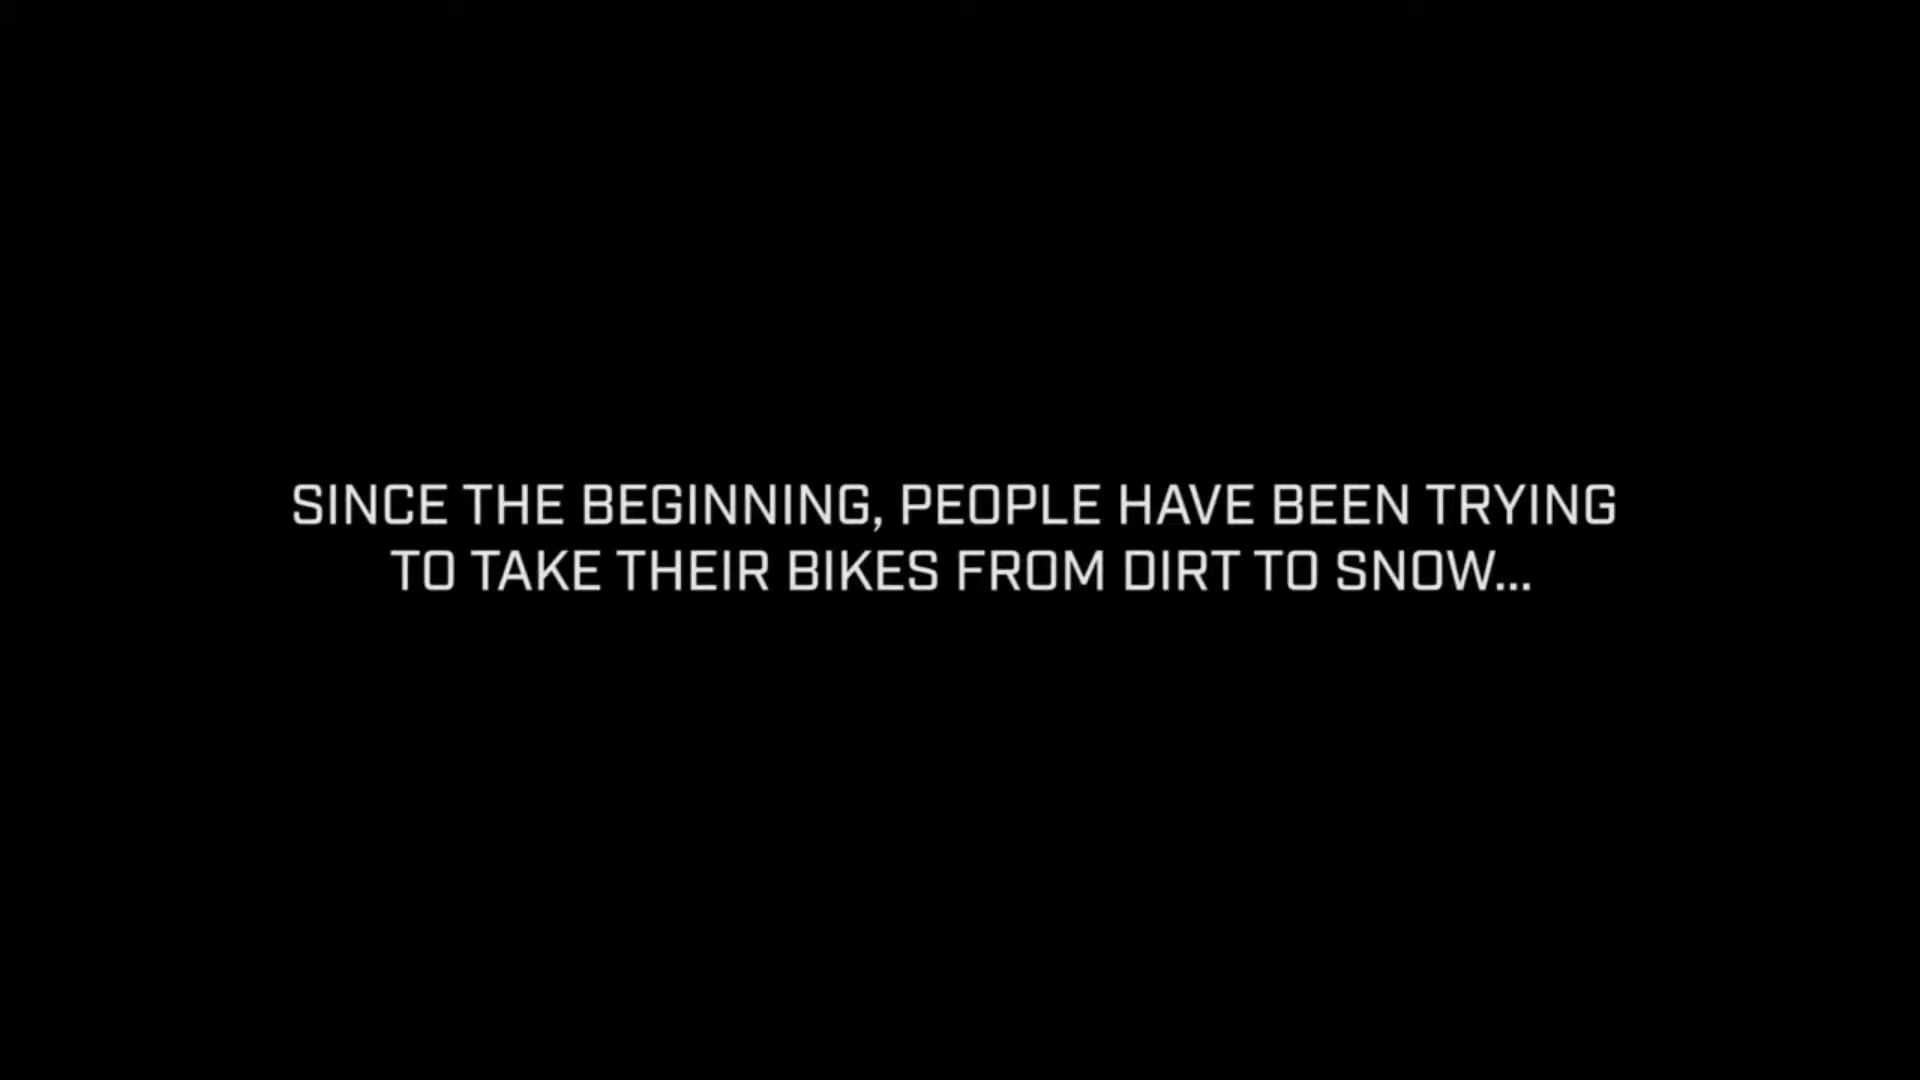 SINCE THE BEGINNING, PEOPLE HAVE BEEN TRYING
TO TAKE THEIR BIKES FROM DIRT TO SNOW...